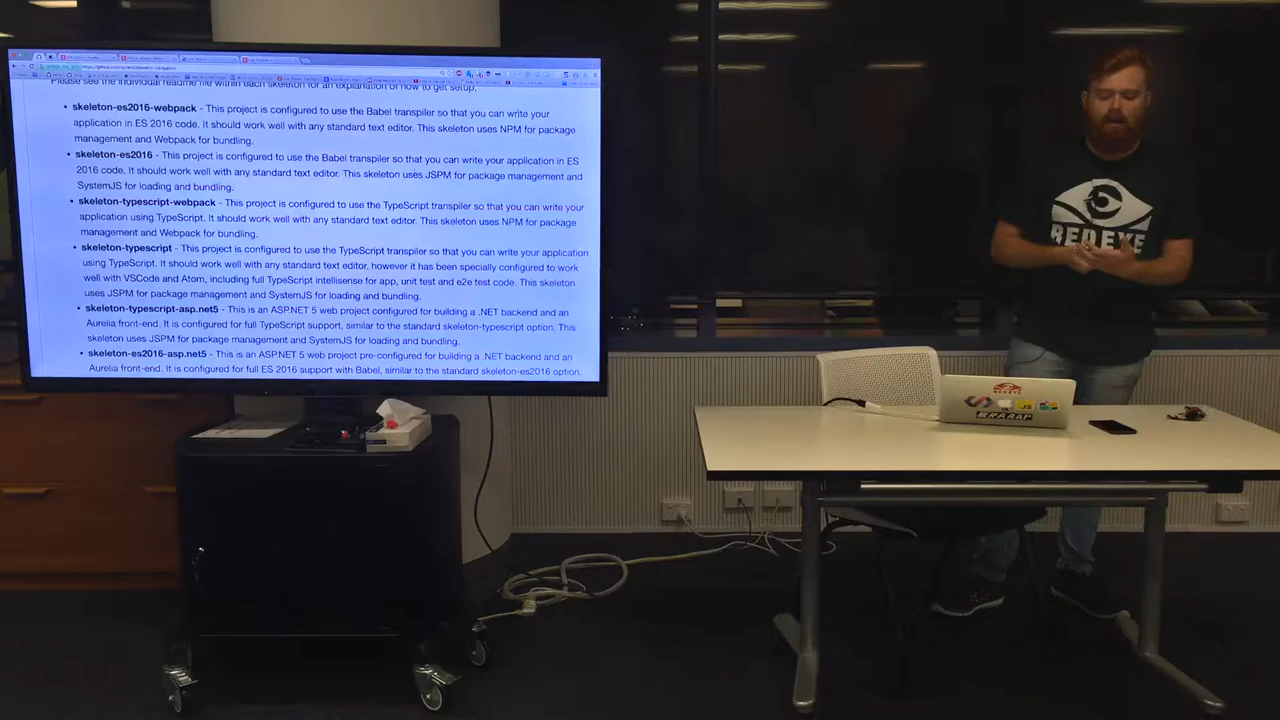 Please see the individual readme file within each skeleton for an explanation of how to get setup.
• skeleton-es2016-webpack - This project is configured to use the Babel transpiler so that you can write your
application in ES 2016 code. It should work well with any standard text editor. This skeleton uses NPM for package
management and Webpack for bundling.
• skeleton-es2016 - This project is configured to use the Babel transpiler so that you can write your application in ES
2016 code. It should work well with any standard text editor. This skeleton uses JSPM for package management and
SystemJS for loading and bundling.
• skeleton-typescript-webpack - This project is configured to use the TypeScript transpiler so that you can write your
application using TypeScript. It should work well with any standard text editor. This skeleton uses NPM for package
management and Webpack for bundling.
• skeleton-typescript - This project is configured to use the TypeScript transpiler so that you can write your application
using TypeScript. It should work well with any standard text editor, however it has been specially configured to work
well with VSCode and Atom, including full TypeScript intellisense for app, unit test and e2e test code. This skeleton
uses JSPM for package management and SystemJS for loading and bundling.
• skeleton-typescript-asp.net5 - This is an ASP.NET 5 web project configured for building a .NET backend and an
Aurelia front-end. It is configured for full TypeScript support, similar to the standard skeleton-typescript option. This
skeleton uses JSPM for package management and SystemJS for loading and bundling.
• skeleton-es2016-asp.net5 - This is an ASP.NET 5 web project pre-configured for building a .NET backend and an
Aurelia front-end. It is configured for full ES 2016 support with Babel, similar to the standard skeleton-es2016 option.
REDEYE
REDEYE
JS
BRAAAP